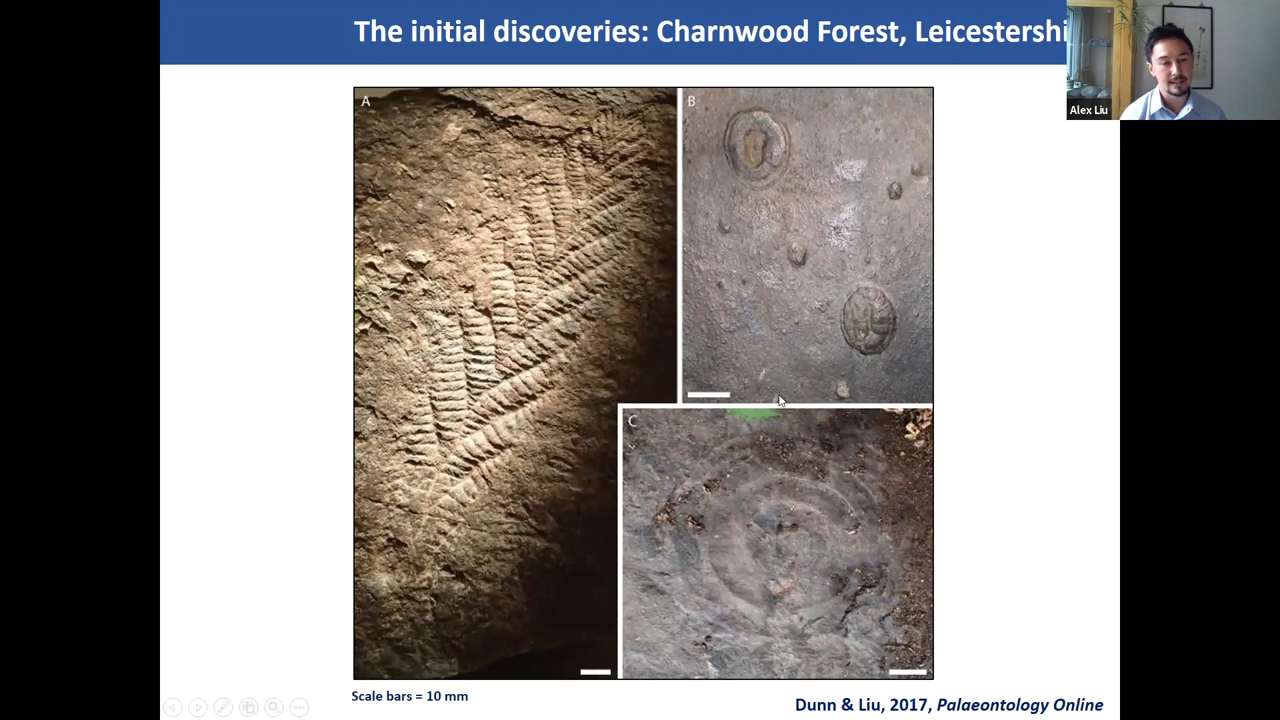 The initial discoveries: Charnwood Forest, Leicestershi
Alex Liu
A
B
C
Scale bars = 10 mm
Dunn & Liu, 2017, Palaeontology Online